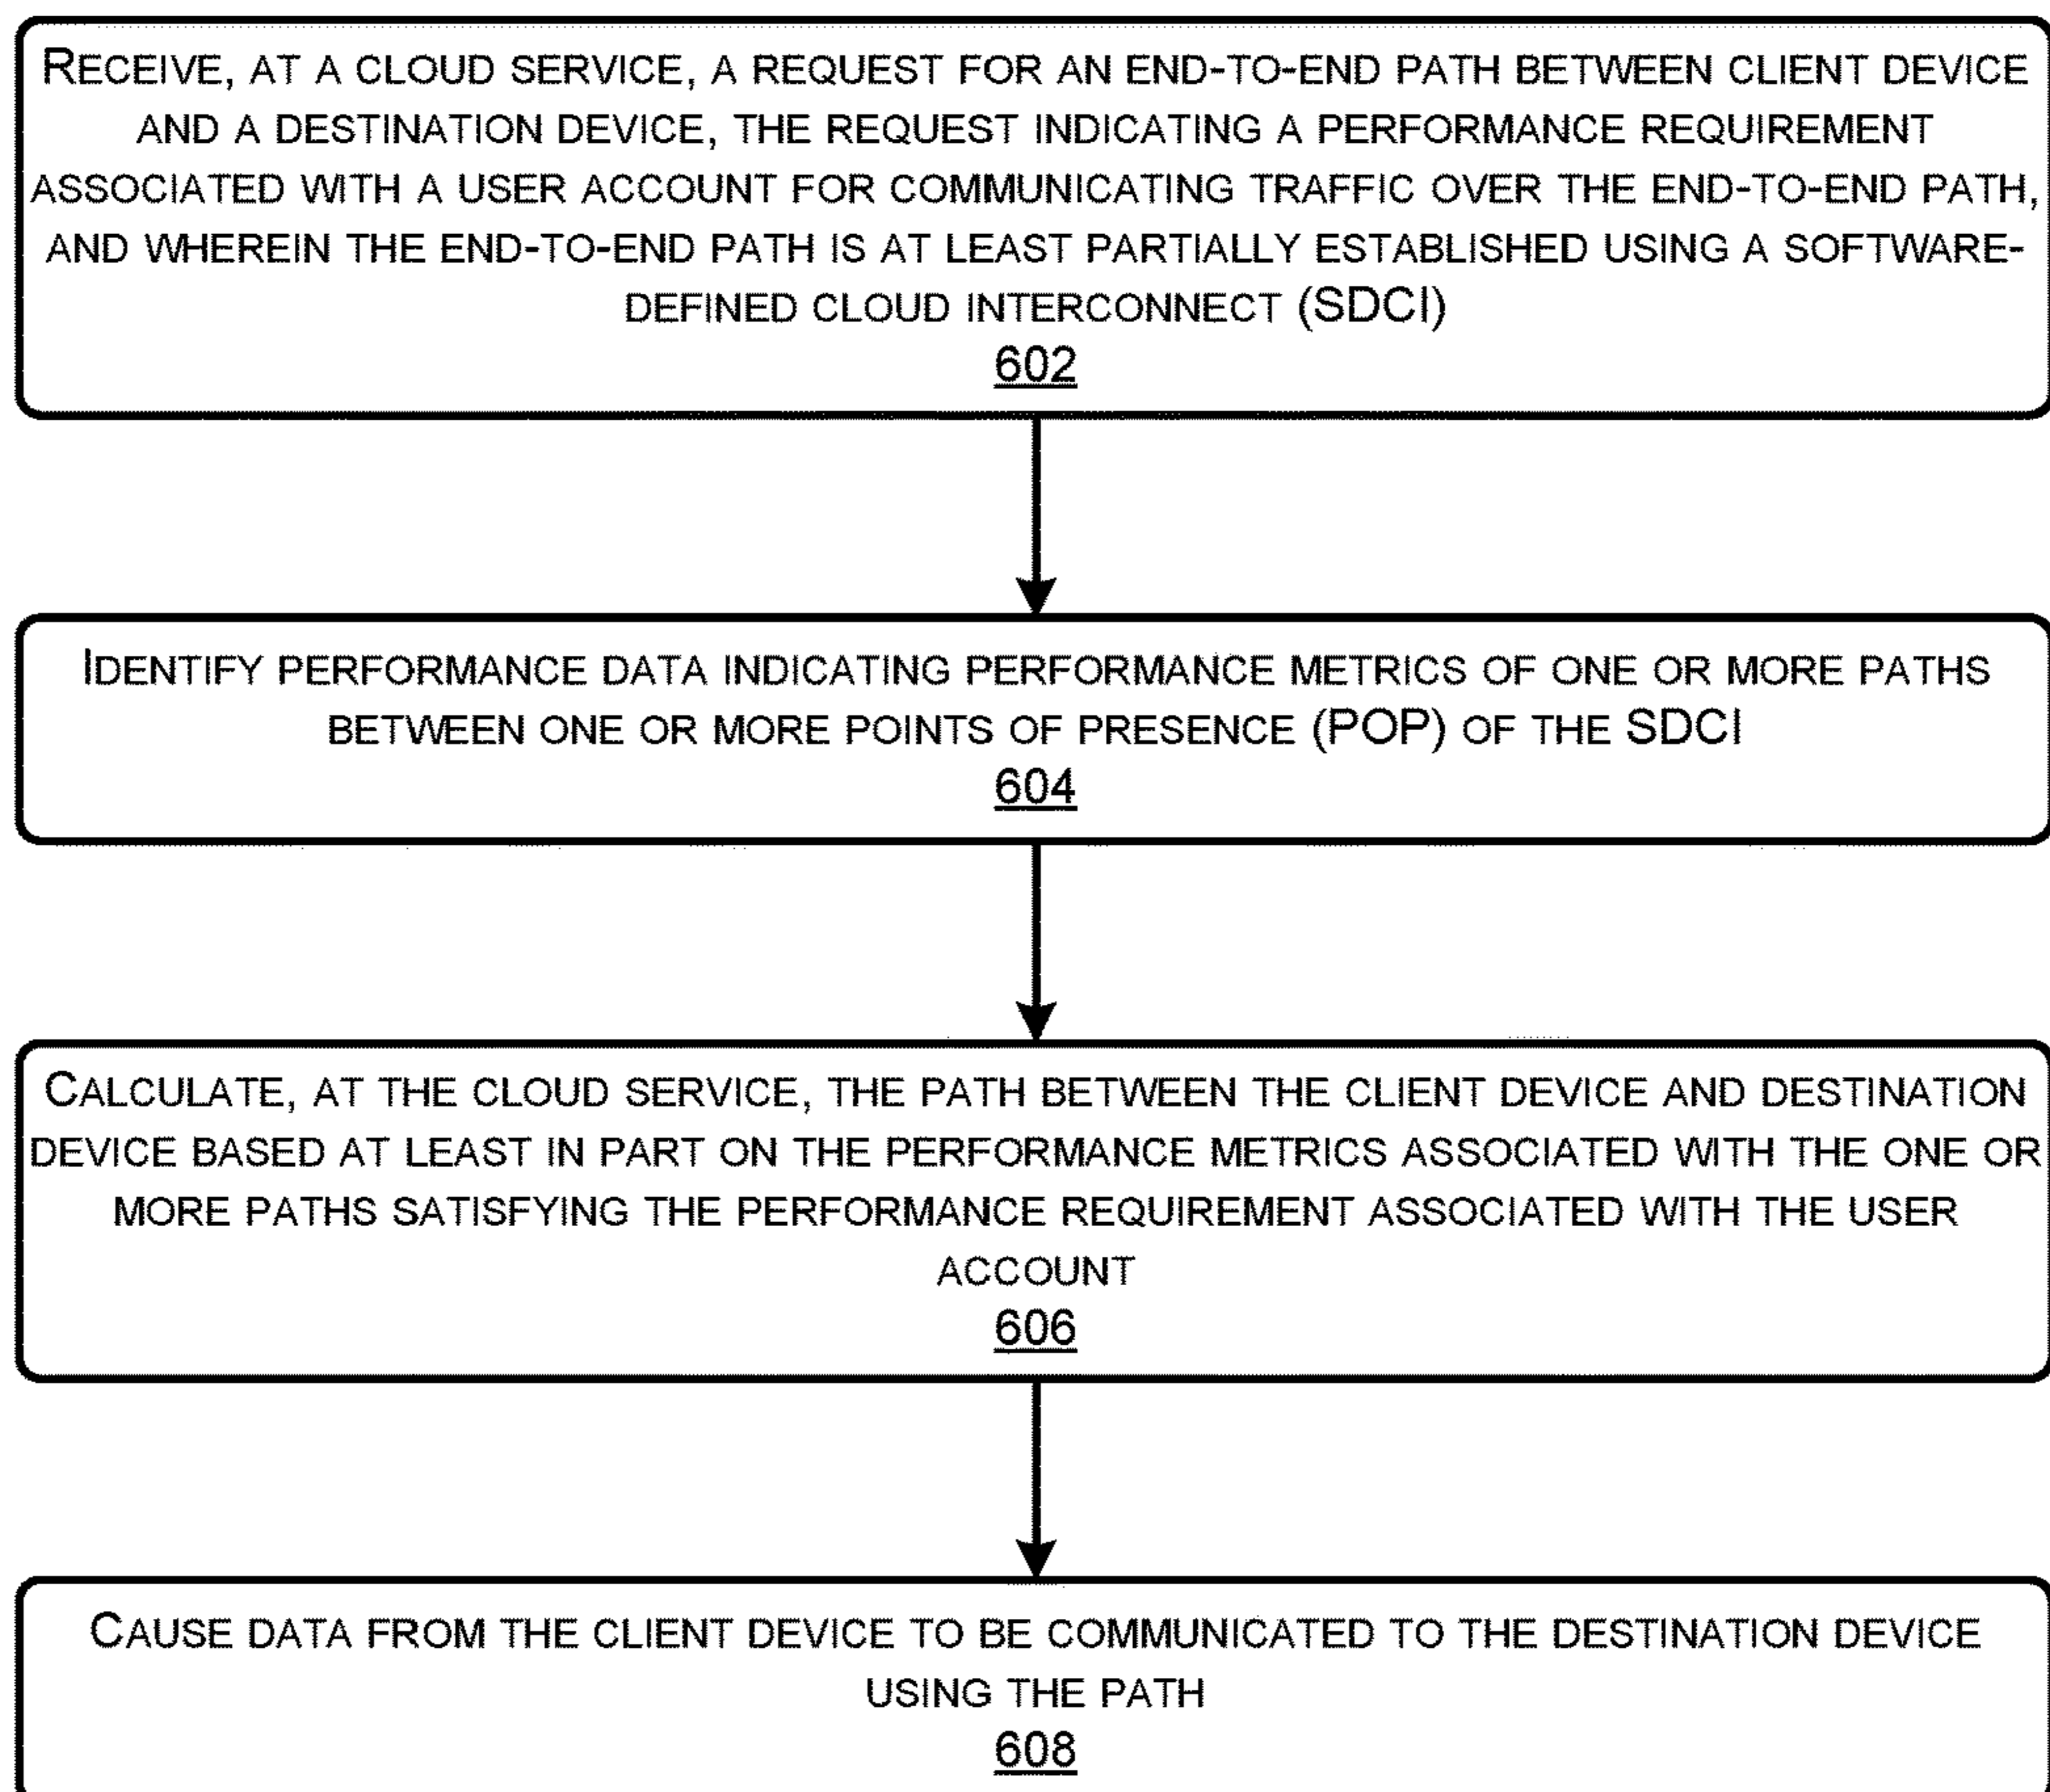 RECEIVE, AT A CLOUD SERVICE, A REQUEST FOR AN END-TO-END PATH BETWEEN CLIENT DEVICE
AND A DESTINATION DEVICE, THE REQUEST INDICATING A PERFORMANCE REQUIREMENT
ASSOCIATED WITH A USER ACCOUNT FOR COMMUNICATING TRAFFIC OVER THE END-TO-END PATH,
AND WHEREIN THE END-TO-END PATH IS AT LEAST PARTIALLY ESTABLISHED USING A SOFTWARE-
DEFINED CLOUD INTERCONNECT (SDCI)
602
IDENTIFY PERFORMANCE DATA INDICATING PERFORMANCE METRICS OF ONE OR MORE PATHS
BETWEEN ONE OR MORE POINTS OF PRESENCE (POP) OF THE SDCI
604
CALCULATE, AT THE CLOUD SERVICE, THE PATH BETWEEN THE CLIENT DEVICE AND DESTINATION
DEVICE BASED AT LEAST IN PART ON THE PERFORMANCE METRICS ASSOCIATED WITH THE ONE OR
MORE PATHS SATISFYING THE PERFORMANCE REQUIREMENT ASSOCIATED WITH THE USER
ACCOUNT
606
CAUSE DATA FROM THE CLIENT DEVICE TO BE COMMUNICATED TO THE DESTINATION DEVICE
USING THE PATH
608